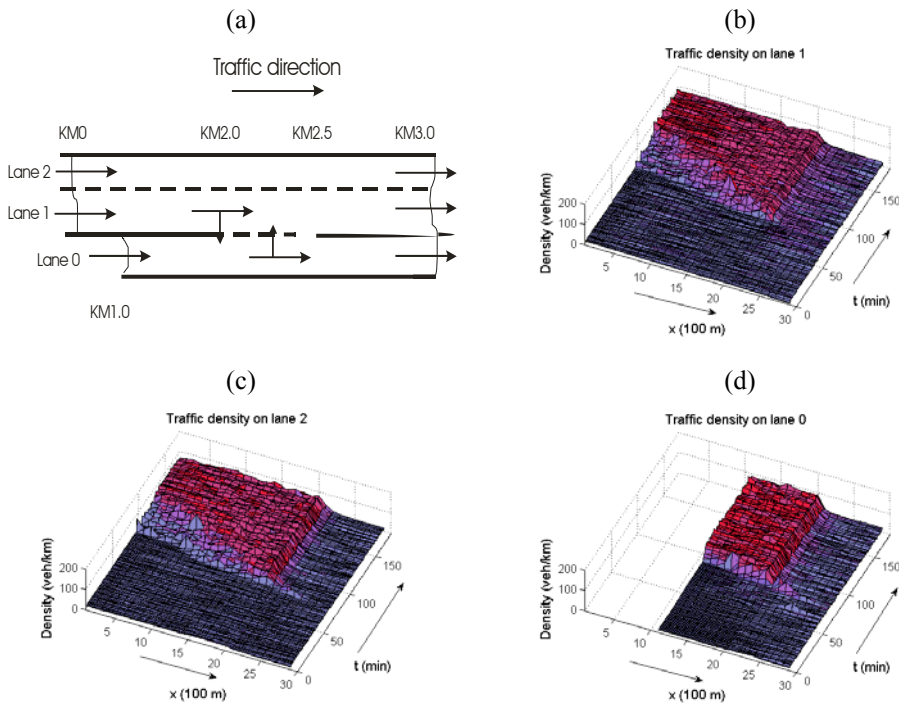 (a)
Traffic direction
KM0
KM2.0
KM2.5
KM3.0
Lane 2
Lane 1
Lane 0
KM1.0
(b)
Traffic density on lane 1
Density (veh/km)
200
100
0
5
10
15
20
25
30
x (100 m)
0
50
100
150
t (min)
(c)
Traffic density on lane 2
Density (veh/km)
200
100
0
5
10
15
20
25
30
x (100 m)
0
50
100
150
t (min)
(d)
Traffic density on lane 0
Density (veh/km)
200
100
0
5
10
15
20
25
30
x (100 m)
0
50
100
150
t (min)